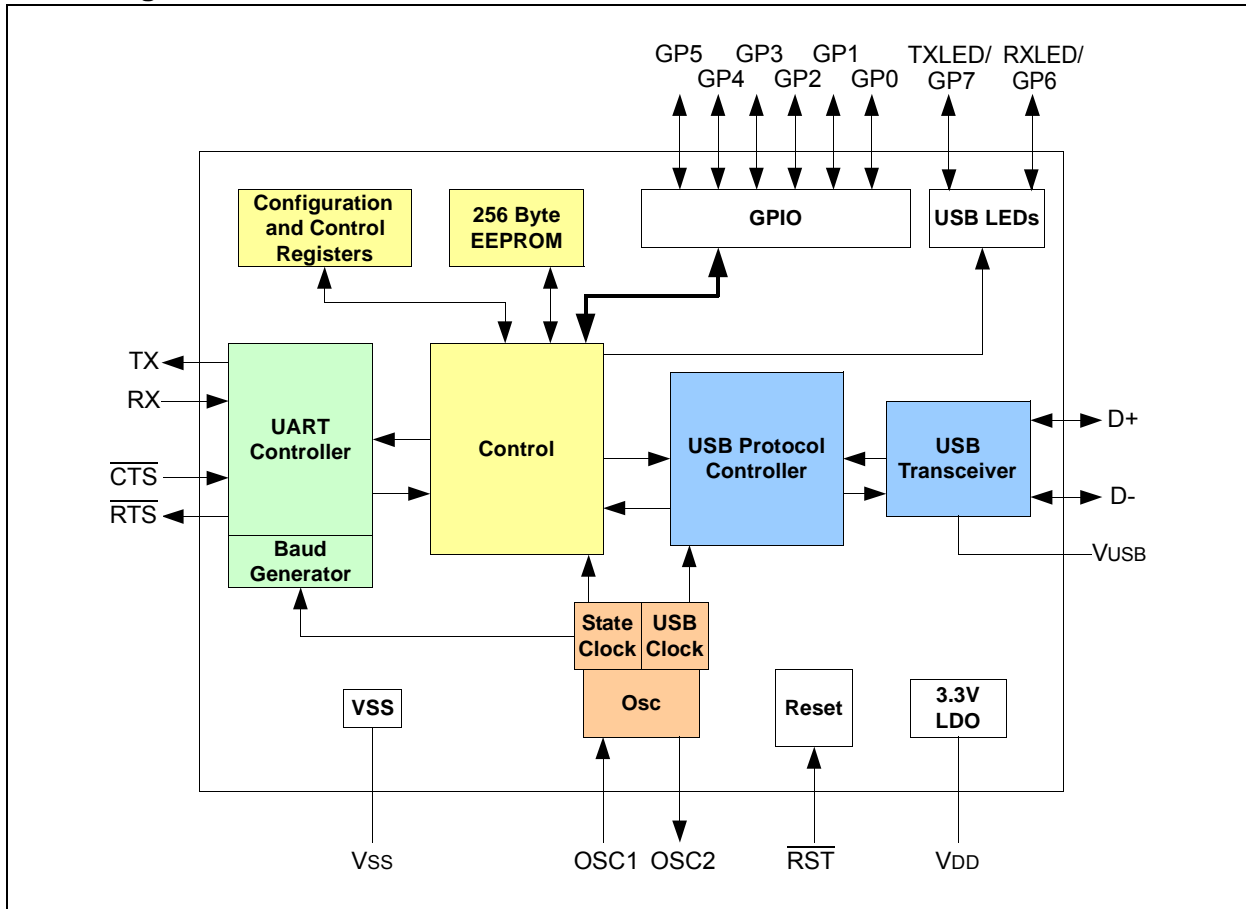 GP5 GP3 GP1 TXLED/ RXLED/
GP4 GP2 GP0 GP7 GP6
Configuration
and Control
Registers
256 Byte
EEPROM
GPIO
USB LEDs
TX
RX
CTS
RTS
UART
Controller
Baud
Generator
Control
USB Protocol
Controller
USB
Transceiver
D+
D-
VUSB
State
Clock
USB
Clock
Osc
VSS
Reset
3.3V
LDO
VSS
OSC1
OSC2
RST
VDD